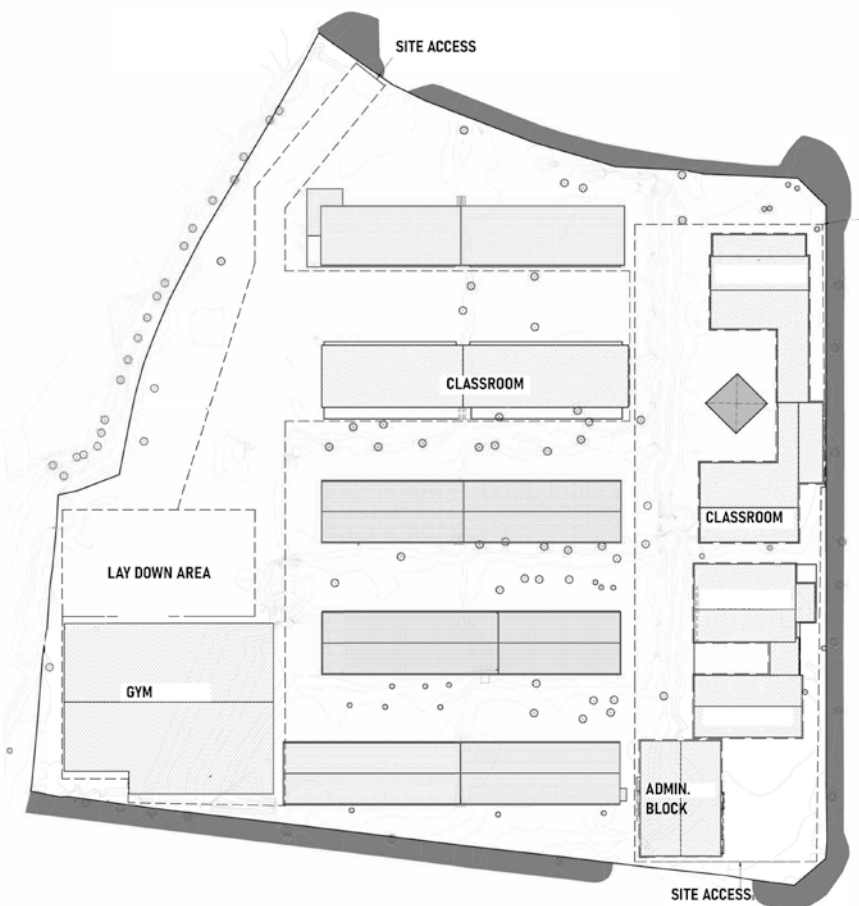 SITE ACCESS
CLASSROOM
CLASSROOM
LAY DOWN AREA
GYM
ADMIN.
BLOCK
SITE ACCESS